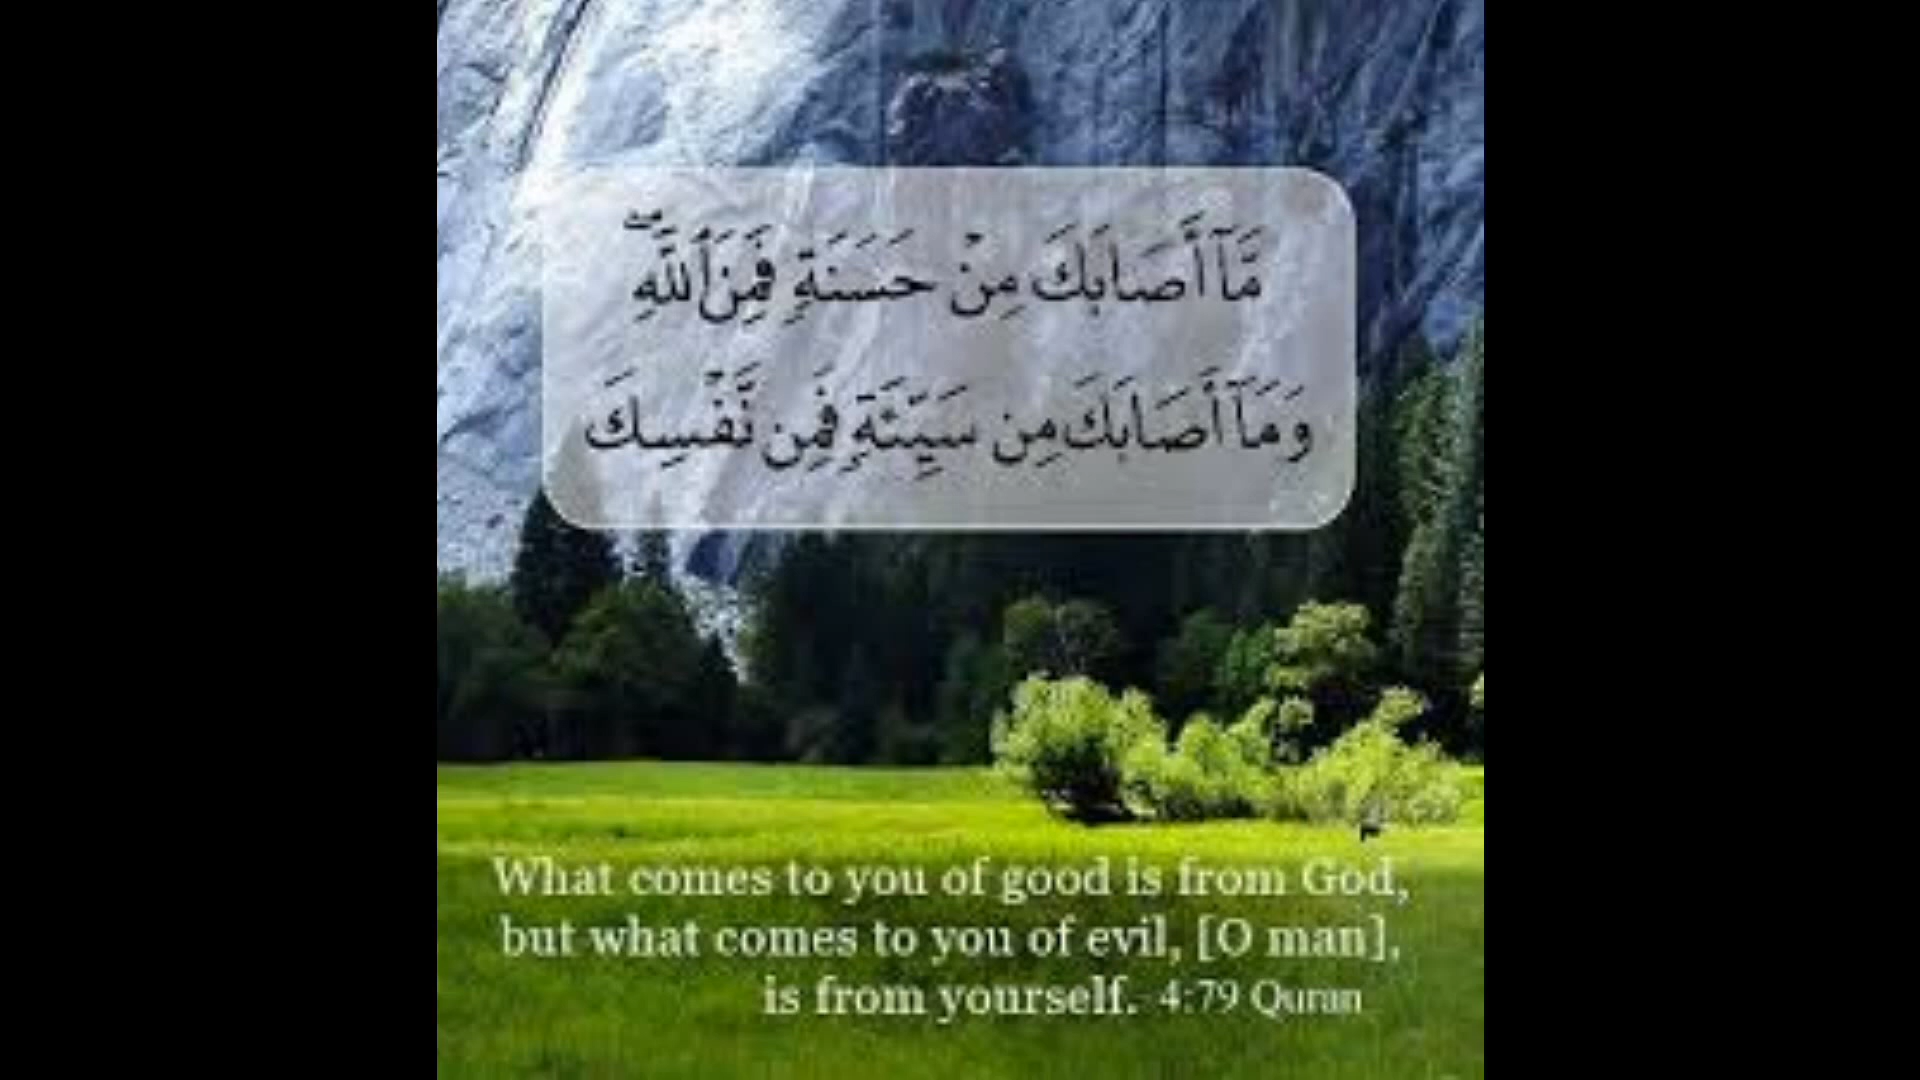 مَّآ أَصَابَكَ مِنْ حَسَنَةٍ فَمِنَ ٱللَّهِ ۖ
وَمَآ أَصَابَكَ مِن سَيِّئَةٍ فَمِن نَّفْسِكَ
What comes to you of good is from God,
but what comes to you of evil, [O man],
is from yourself. 4:79 Quran